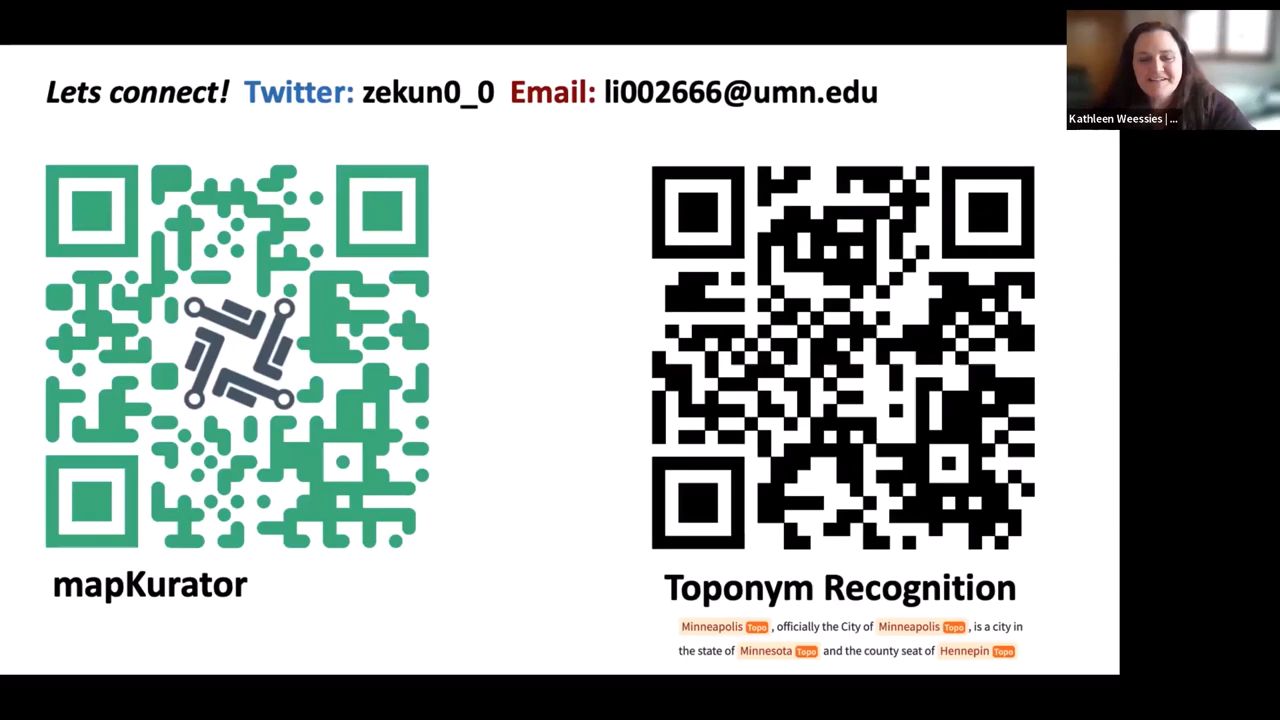 Lets connect! Twitter: zekun0_0 Email: li002666@umn.edu
Kathleen Weessies | ...
mapKurator
Toponym Recognition
Minneapolis Topo , officially the City of Minneapolis Topo , is a city in
the state of Minnesota Topo and the county seat of Hennepin Topo